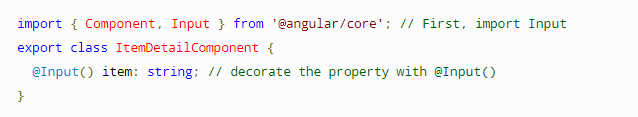 import { Component, Input } from '@angular/core'; // First, import Input
export class ItemDetailComponent {
  @Input() item: string; // decorate the property with @Input()
}